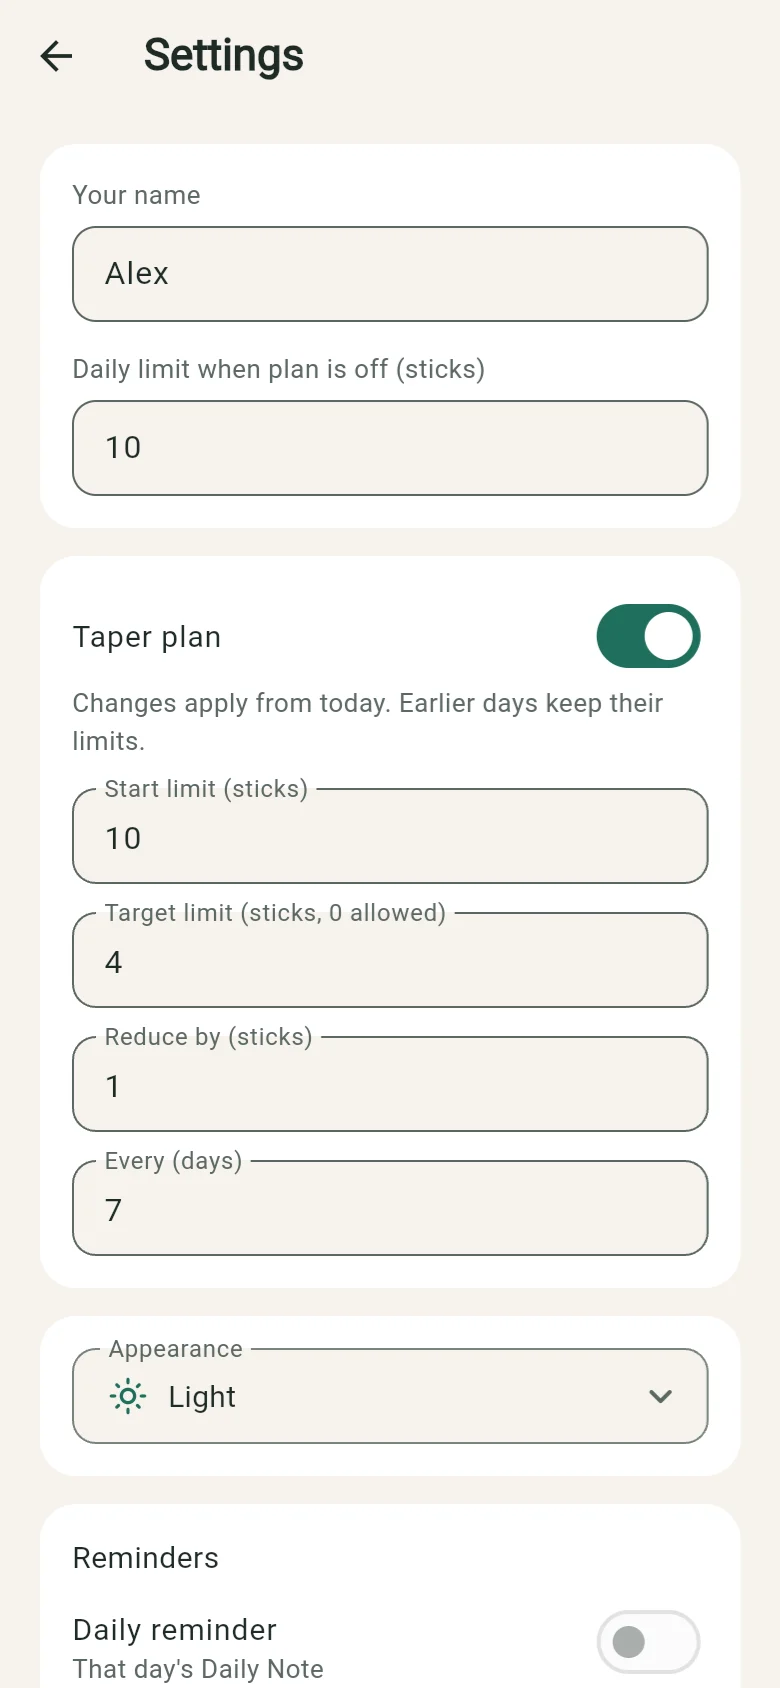 Settings
Your name
Alex
Daily limit when plan is off (sticks)
10
Taper plan
Changes apply from today. Earlier days keep their
limits.
Start limit (sticks)
10
Target limit (sticks, 0 allowed)
4
Reduce by (sticks)
1
Every (days)
7
Appearance
Light
Reminders
Daily reminder
That day's Daily Note